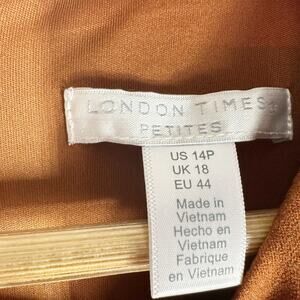 LONDON TIMES
PETITES
US 14P
UK 18
EU 44
Made in
Vietnam
Hecho en
Vietnam
Fabrique
en Vietnam